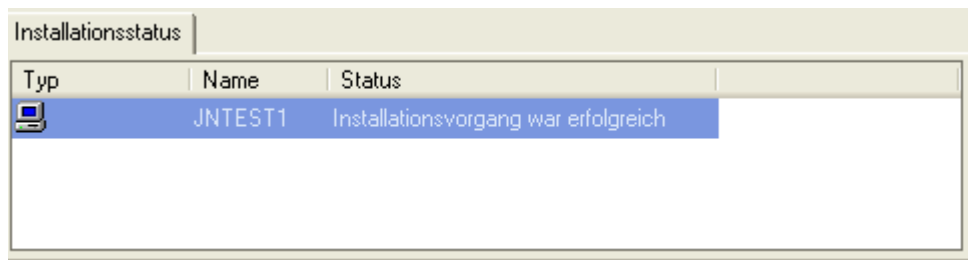 Installationsstatus
Typ Name Status
JNTEST1 Installationsvorgang war erfolgreich